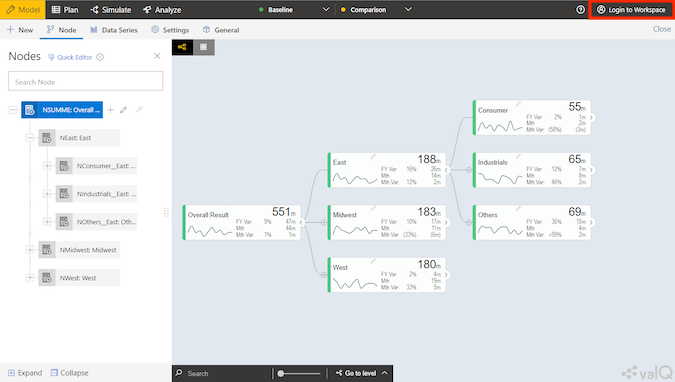 Model Plan Simulate Analyze Baseline Comparison Login to Workspace
New Node Data Series Settings General Close
Nodes Quick Editor
Search Node
NSUMME: Overall ...
NEast: East
NConsumer__East: ...
NIndustrials__East: ...
NOthers__East: Oth...
NMidwest: Midwest
NWest: West
Overall Result 551m
FY Var 9% 47m
Mth 44m
Mth Var 1% 1m
East 188m
FY Var: 16% 26m
Mth 14m
Mth Var: 12% 2m
Midwest 183m
FY Var: 10% 17m
Mth 11m
Mth Var: (33%) (6m)
West 180m
FY Var: 2% 4m
Mth 19m
Mth Var: 33% 5m
Consumer 55m
FY Var: 2% 1m
Mth 2m
Mth Var: (58%) (3m)
Industrials 65m
FY Var: 12% 7m
Mth
Mth Var: 46% 2m
Others 69m
FY Var: 36% 18m
Mth 4m
Mth Var: >99% 2m
Expand Collapse
Search Go to level
valQ